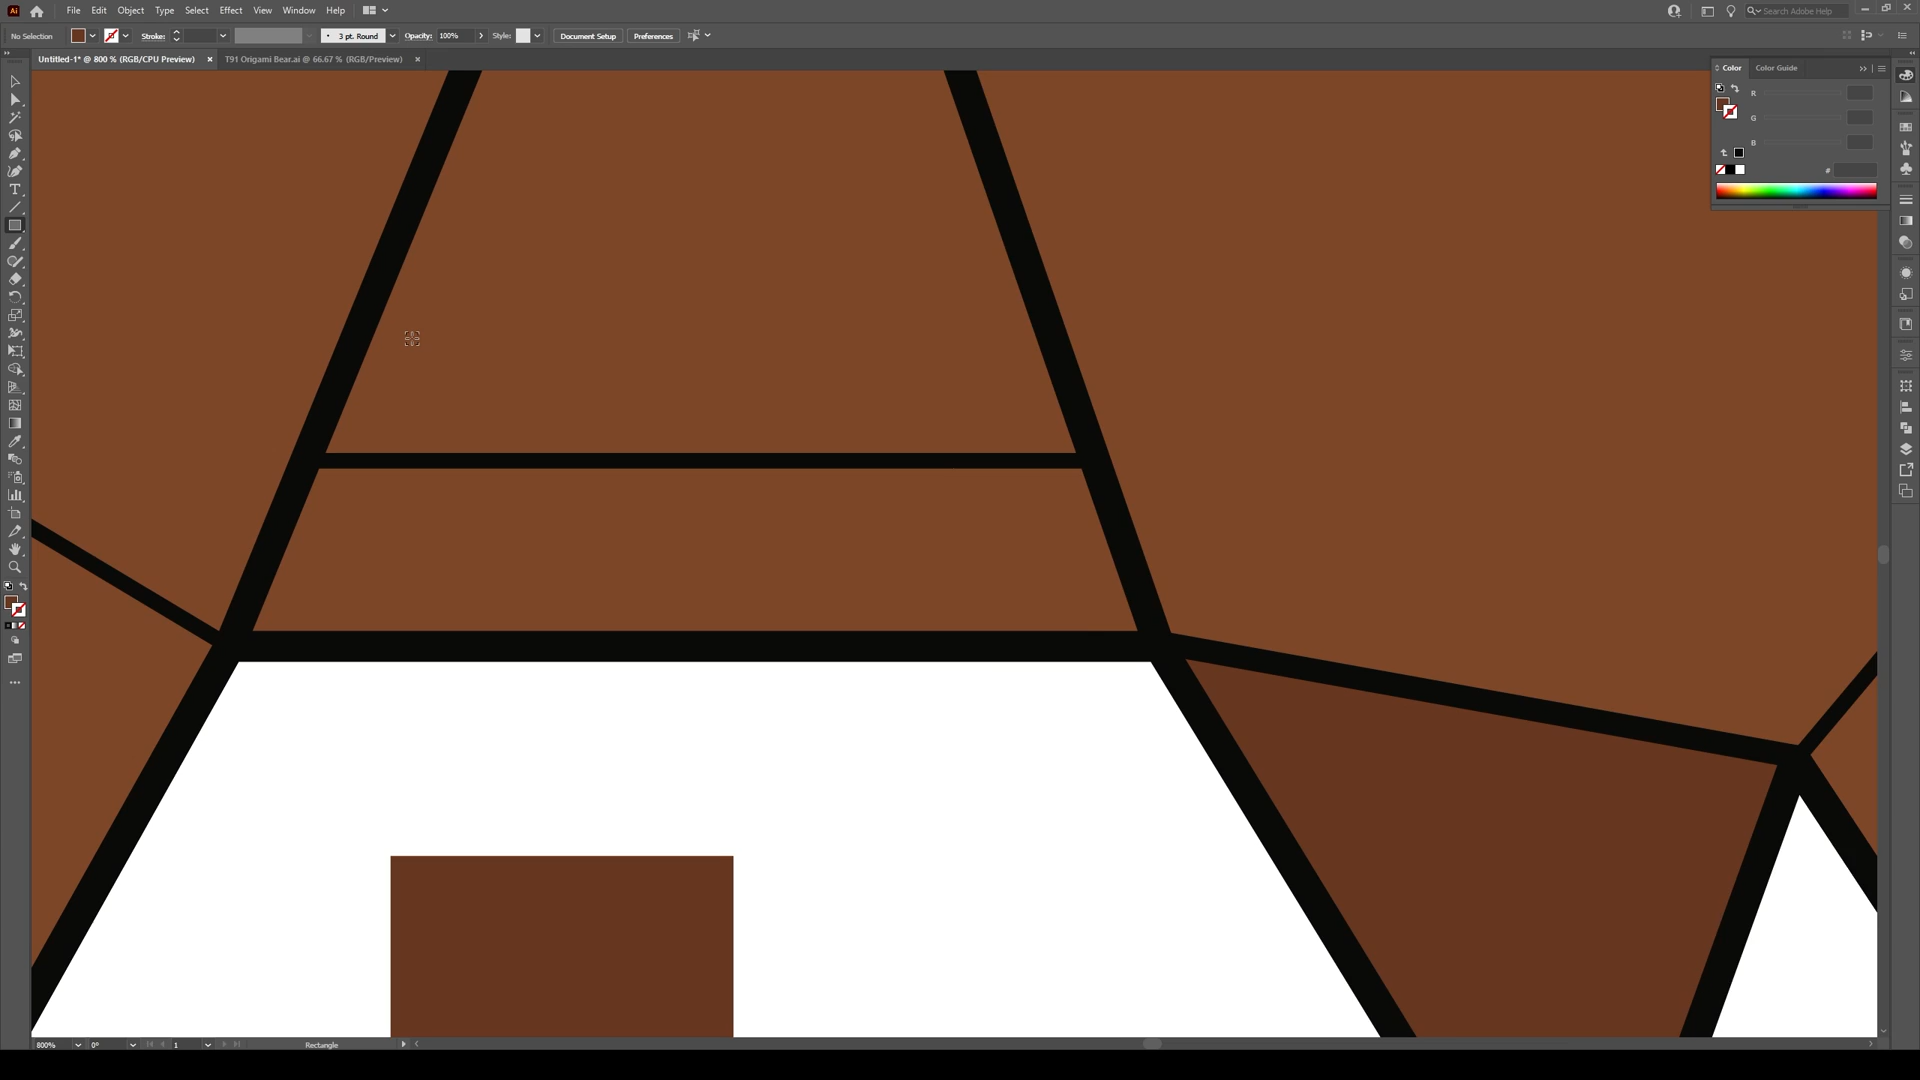 Ai File Edit Object Type Select Effect View Window Help Search Adobe Help
No Selection Stroke: 3 pt. Round Opacity: 100% Style: Document Setup Preferences
Untitled-1* @ 800 % (RGB/CPU Preview) × T91 Origami Bear.ai @ 66.67 % (RGB/Preview) ×
Color Color Guide
R
G
B
#
T
800% 0° 1 Rectangle